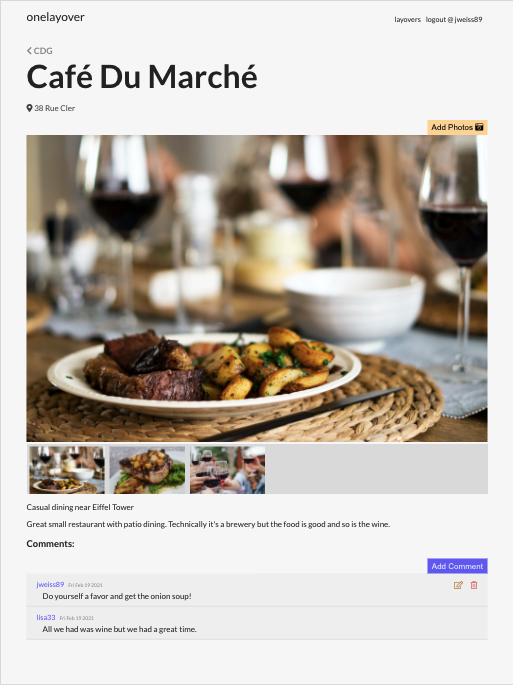 onelayover
layovers logout @ jweiss89
CDG
Café Du Marché
38 Rue Cler
Add Photos
Casual dining near Eiffel Tower
Great small restaurant with patio dining. Technically it's a brewery but the food is good and so is the wine.
Comments:
Add Comment
jweiss89 Fri Feb 19 2021
Do yourself a favor and get the onion soup!
lisa33 Fri Feb 19 2021
All we had was wine but we had a great time.